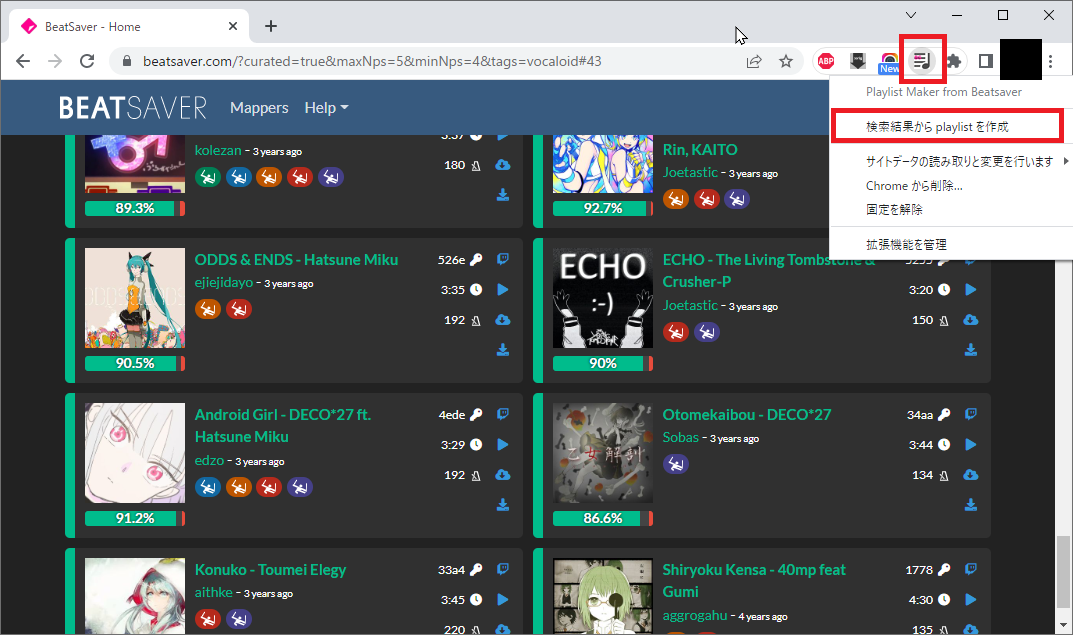 BeatSaver - Home
beatsaver.com/?curated=true&maxNps=5&minNps=4&tags=vocaloid#43
ABP
New
BEATSAVER
Mappers
Help
Playlist Maker from Beatsaver
検索結果から playlist を作成
サイトデータの読み取りと変更を行います
Chrome から削除...
固定を解除
拡張機能を管理
kolezan - 3 years ago
180
89.3%
Rin, KAITO
Joetastic - 3 years ago
92.7%
ODDS & ENDS - Hatsune Miku
ejiejidayo - 3 years ago
526e
3:35
192
90.5%
ECHO
:-)
ECHO - The Living Tombstone &
Crusher-P
Joetastic - 3 years ago
3:20
150
90%
Android Girl - DECO*27 ft.
Hatsune Miku
edzo - 3 years ago
4ede
3:29
192
91.2%
乙女解剖
Otomekaibou - DECO*27
Sobas - 3 years ago
34aa
3:44
134
86.6%
Konuko - Toumei Elegy
aithke - 3 years ago
33a4
3:45
220
Shiryoku Kensa - 40mp feat
Gumi
aggrogahu - 4 years ago
1778
4:30
135